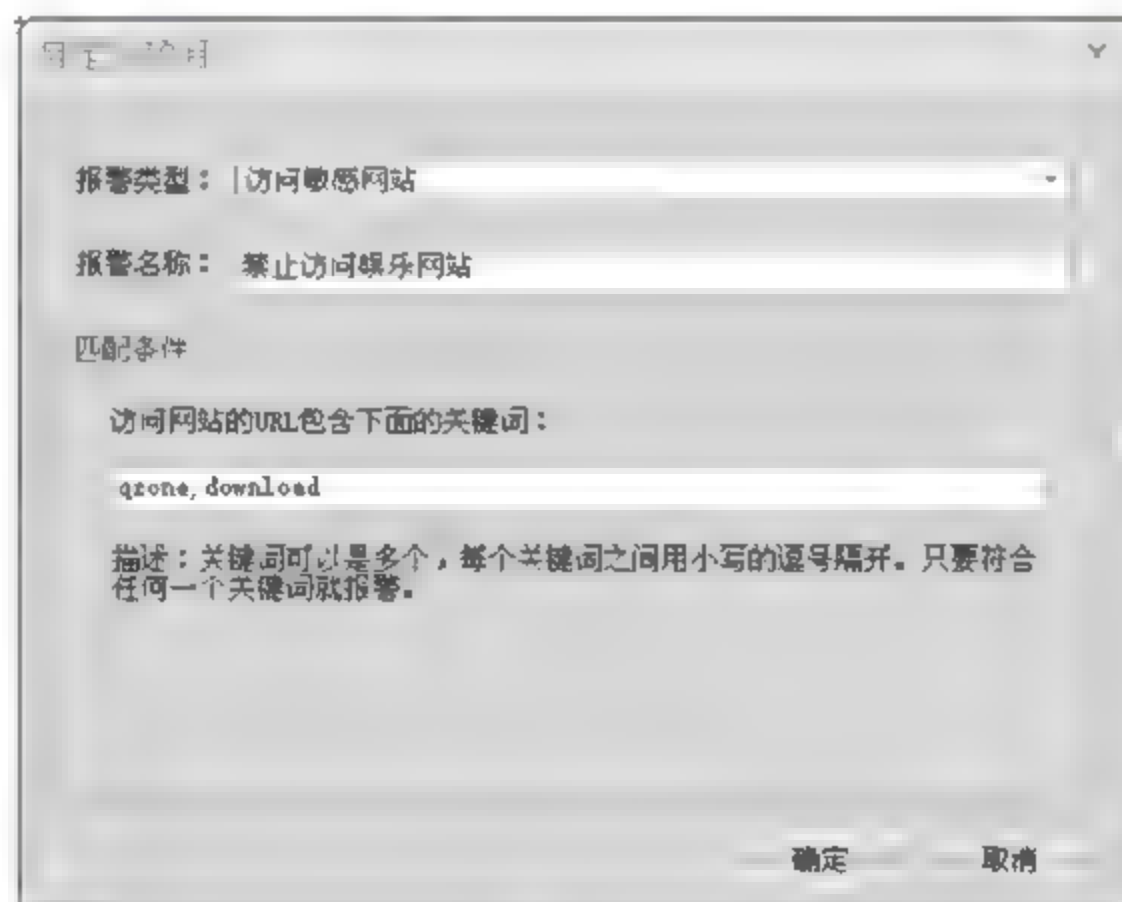 报警类型：访问敏感网站
报警名称：禁止访问娱乐网站
匹配条件
访问网站的URL包含下面的关键词：
qzone,download
描述：关键词可以是多个，每个关键词之间用小写的逗号隔开。只要符合
任何一个关键词就报警。
确定 取消